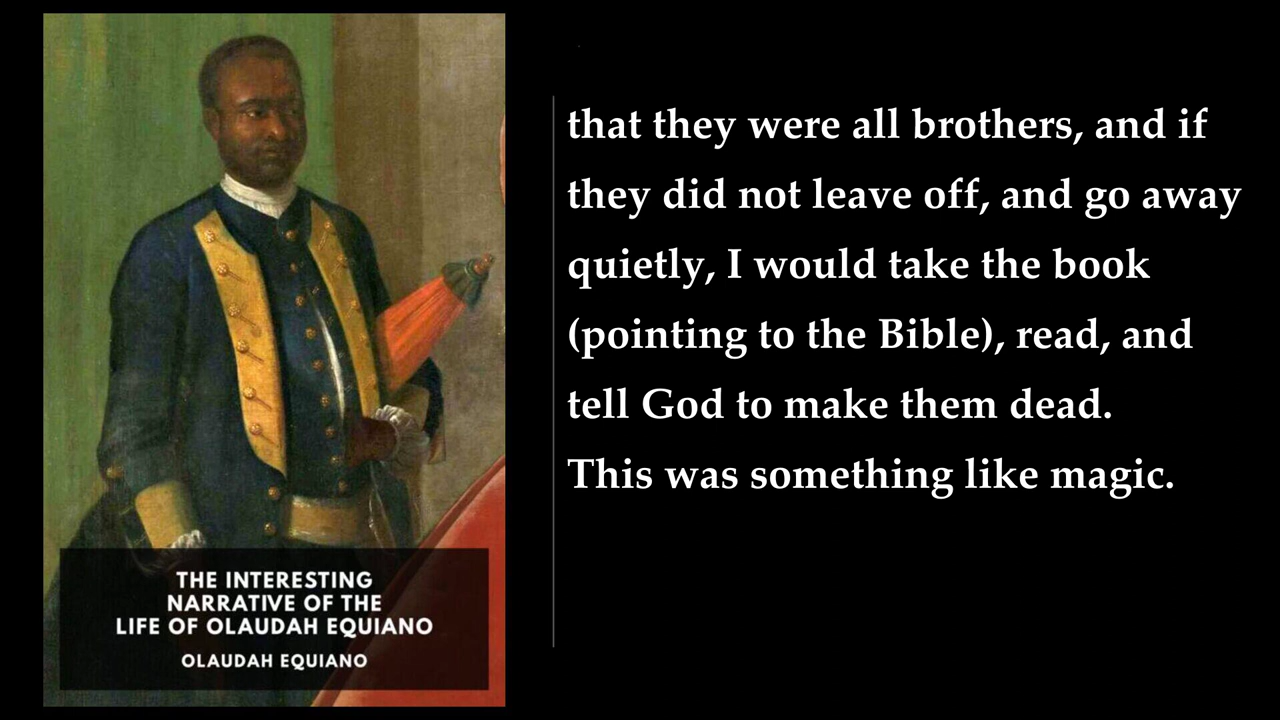 THE INTERESTING
NARRATIVE OF THE
LIFE OF OLAUDAH EQUIANO
OLAUDAH EQUIANO
that they were all brothers, and if
they did not leave off, and go away
quietly, I would take the book
(pointing to the Bible), read, and
tell God to make them dead.
This was something like magic.